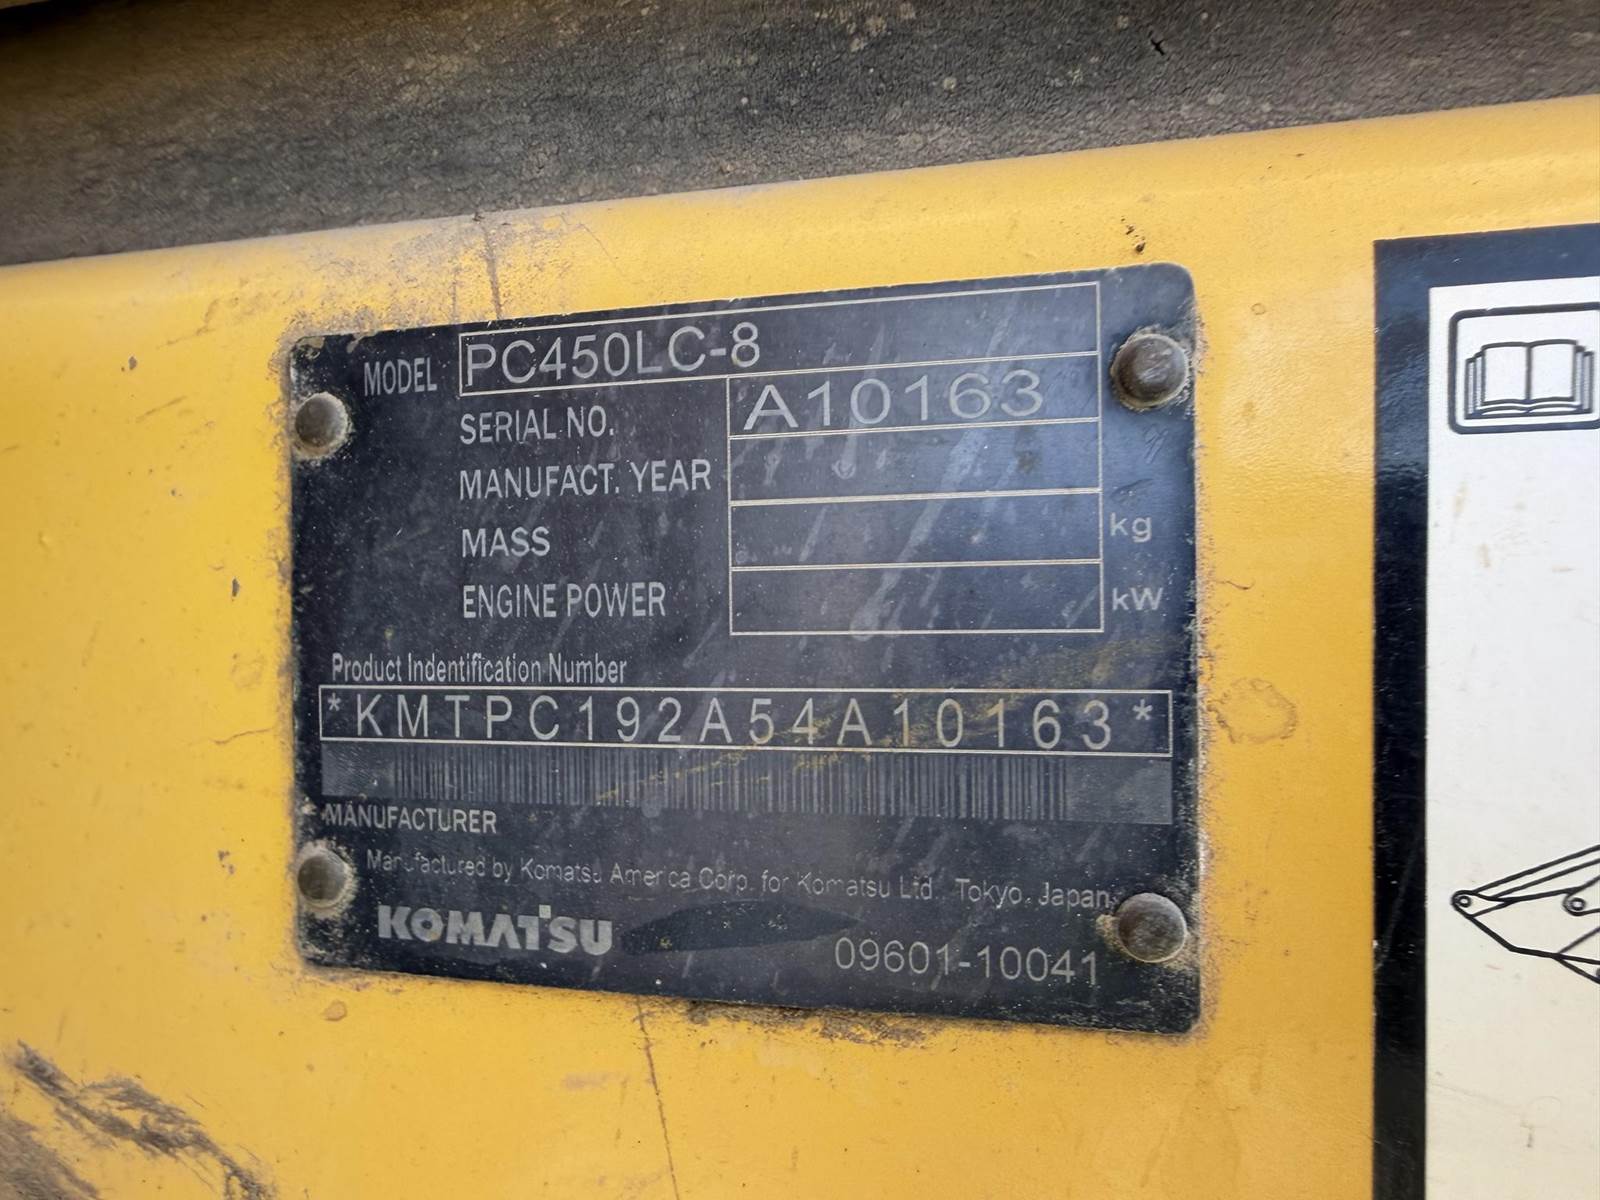 MODEL PC450LC-8
SERIAL NO. A10163
MANUFACT. YEAR
MASS kg
ENGINE POWER kW
Product Indentification Number
*KMTPC192A54A10163*
MANUFACTURER
Manufactured by Komatsu America Corp. for Komatsu Ltd., Tokyo, Japan
KOMATSU
09601-10041